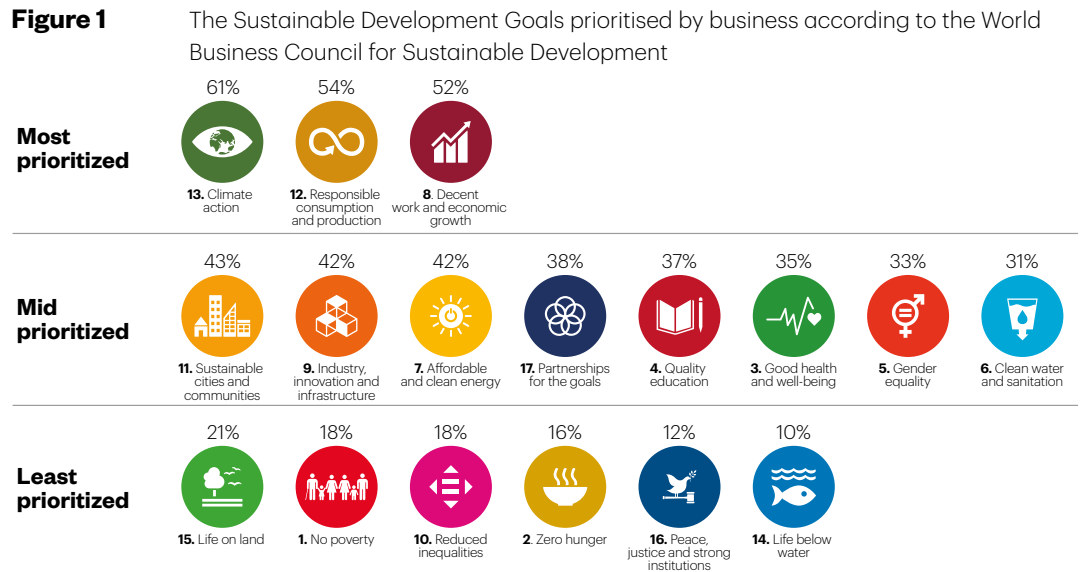 Figure 1
The Sustainable Development Goals prioritised by business according to the World
Business Council for Sustainable Development
Most
prioritized
61%
13. Climate
action
54%
12. Responsible
consumption
and production
52%
8. Decent
work and economic
growth
Mid
prioritized
43%
11. Sustainable
cities and
communities
42%
9. Industry,
innovation and
infrastructure
42%
7. Affordable
and clean energy
38%
17. Partnerships
for the goals
37%
4. Quality
education
35%
3. Good health
and well-being
33%
5. Gender
equality
31%
6. Clean water
and sanitation
Least
prioritized
21%
15. Life on land
18%
1. No poverty
18%
10. Reduced
inequalities
16%
2. Zero hunger
12%
16. Peace,
justice and strong
institutions
10%
14. Life below
water